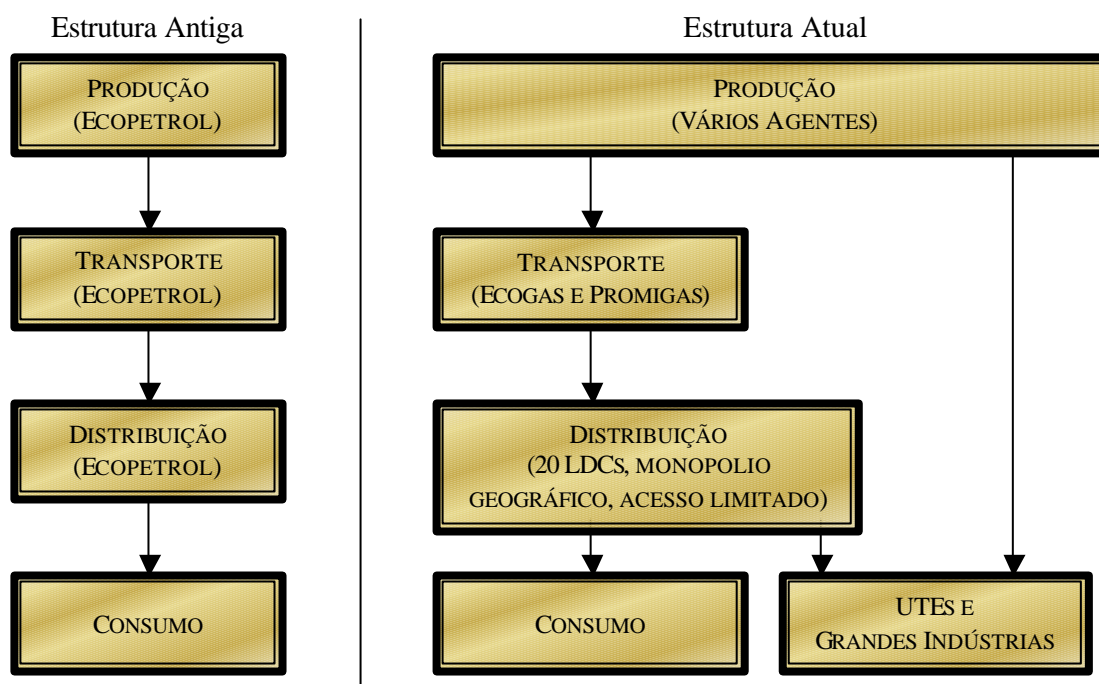 Estrutura Antiga
PRODUÇÃO
(ECOPETROL)
TRANSPORTE
(ECOPETROL)
DISTRIBUIÇÃO
(ECOPETROL)
CONSUMO
Estrutura Atual
PRODUÇÃO
(VÁRIOS AGENTES)
TRANSPORTE
(ECOGAS E PROMIGAS)
DISTRIBUIÇÃO
(20 LDCS, MONOPOLIO
GEOGRÁFICO, ACESSO LIMITADO)
CONSUMO
UTES E
GRANDES INDÚSTRIAS